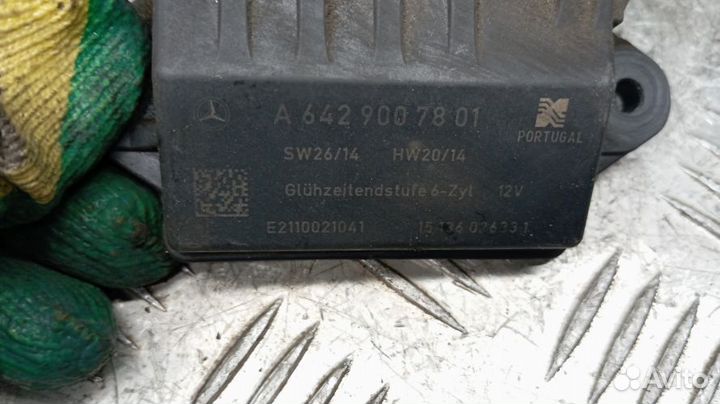 A 642 900 78 01
PORTUGAL
SW26/14 HW20/14
Glühzeitendstufe 6-Zyl 12V
E2110021041
Avito